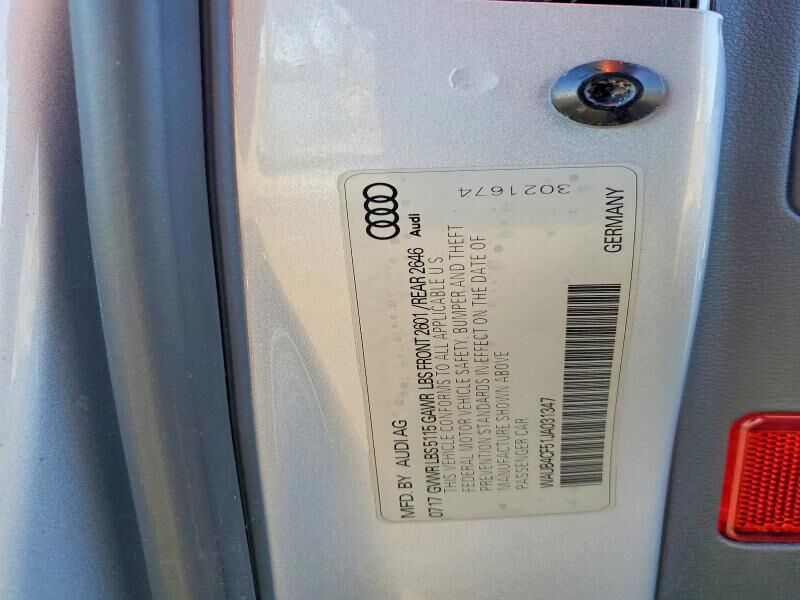 MFD. BY AUDI AG
Audi
0717 GVWR LBS 5115 GAWR LBS FRONT 2601 /REAR 2646
THIS VEHICLE CONFORMS TO ALL APPLICABLE U.S.
FEDERAL MOTOR VEHICLE SAFETY, BUMPER AND THEFT
PREVENTION STANDARDS IN EFFECT ON THE DATE OF
MANUFACTURE SHOWN ABOVE
PASSENGER CAR
3021674
WAUB4CF51JA031347
GERMANY